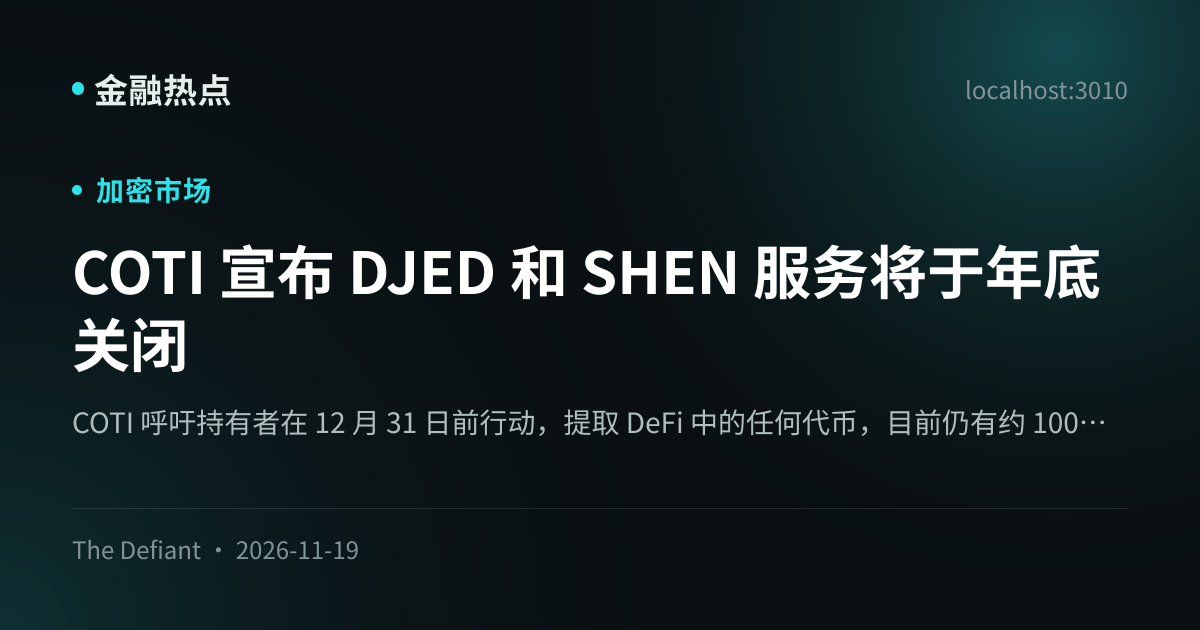 金融热点
localhost:3010
加密市场
COTI 宣布 DJED 和 SHEN 服务将于年底
关闭
COTI 呼吁持有者在 12 月 31 日前行动，提取 DeFi 中的任何代币，目前仍有约 100…
The Defiant • 2026-11-19